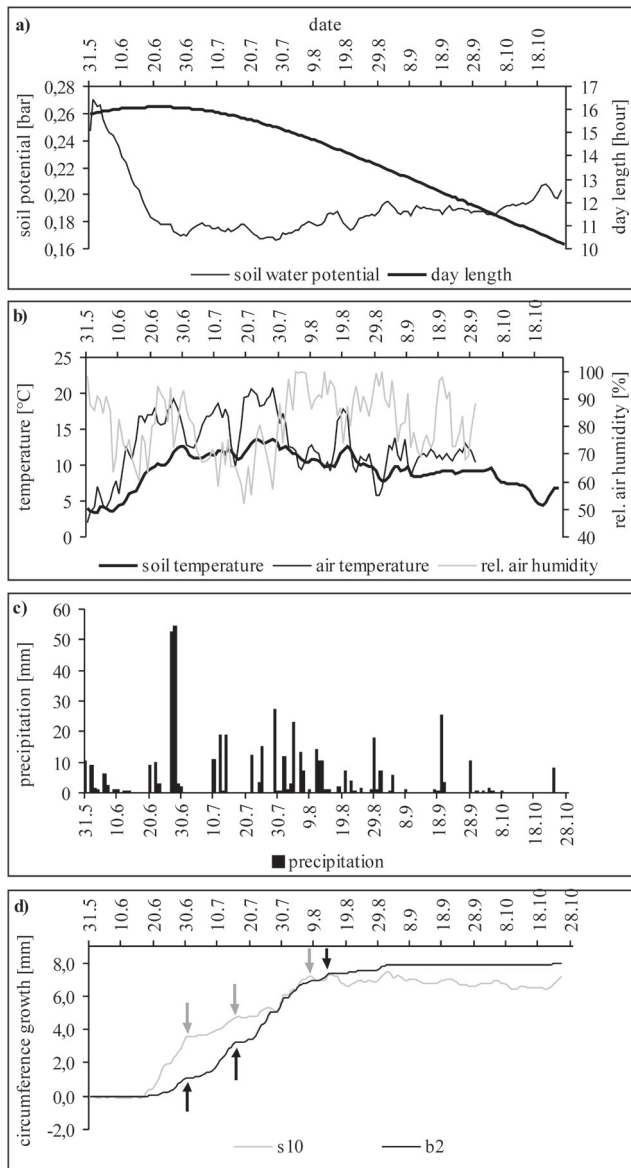 a)
date
31.5 10.6 20.6 30.6 10.7 20.7 30.7 9.8 19.8 29.8 8.9 18.9 28.9 8.10 18.10
soil potential [bar]
0,28
0,26
0,24
0,22
0,20
0,18
0,16
17
16
15
14
13
12
11
10
day length [hour]
soil water potential day length
b)
31.5 10.6 20.6 30.6 10.7 20.7 30.7 9.8 19.8 29.8 8.9 18.9 28.9 8.10 18.10
temperature [°C]
25
20
15
10
5
0
100
90
80
70
60
50
40
rel. air humidity [%]
soil temperature air temperature rel. air humidity
c)
precipitation [mm]
60
50
40
30
20
10
0
31.5 10.6 20.6 30.6 10.7 20.7 30.7 9.8 19.8 29.8 8.9 18.9 28.9 8.10 18.10 28.10
precipitation
d)
31.5 10.6 20.6 30.6 10.7 20.7 30.7 9.8 19.8 29.8 8.9 18.9 28.9 8.10 18.10 28.10
circumference growth [mm]
8,0
6,0
4,0
2,0
0,0
-2,0
s10 b2